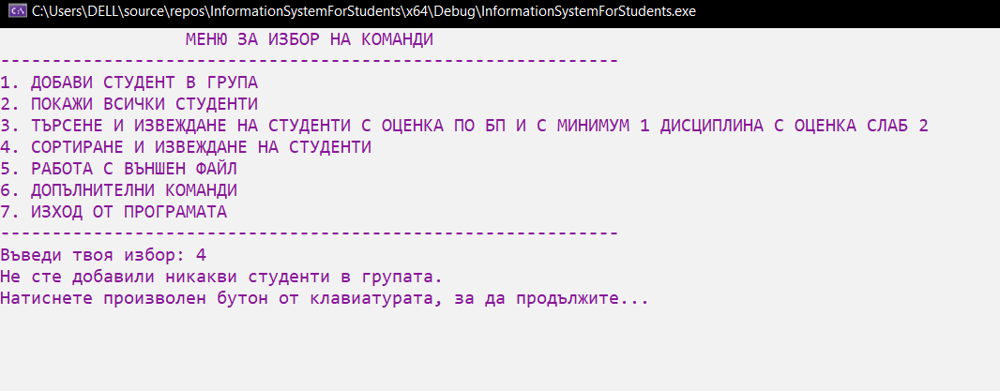 C:\Users\DELL\source\repos\InformationSystemForStudents\x64\Debug\InformationSystemForStudents.exe
МЕНЮ ЗА ИЗБОР НА КОМАНДИ
------------------------------------------------------------
1. ДОБАВИ СТУДЕНТ В ГРУПА
2. ПОКАЖИ ВСИЧКИ СТУДЕНТИ
3. ТЪРСЕНЕ И ИЗВЕЖДАНЕ НА СТУДЕНТИ С ОЦЕНКА ПО БП И С МИНИМУМ 1 ДИСЦИПЛИНА С ОЦЕНКА СЛАБ 2
4. СОРТИРАНЕ И ИЗВЕЖДАНЕ НА СТУДЕНТИ
5. РАБОТА С ВЪНШЕН ФАЙЛ
6. ДОПЪЛНИТЕЛНИ КОМАНДИ
7. ИЗХОД ОТ ПРОГРАМАТА
------------------------------------------------------------
Въведи твоя избор: 4
Не сте добавили никакви студенти в групата.
Натиснете произволен бутон от клавиатурата, за да продължите...